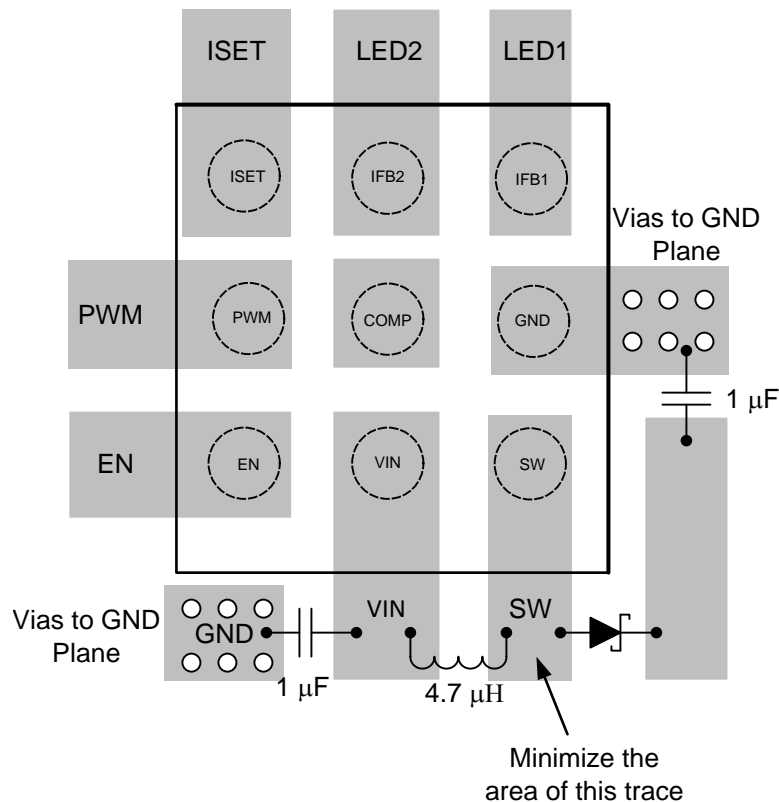 ISET LED2 LED1
ISET IFB2 IFB1
Vias to GND
Plane
PWM PWM COMP GND
1 μF
EN EN VIN SW
Vias to GND
Plane
GND VIN SW
1 μF 4.7 μH
Minimize the
area of this trace